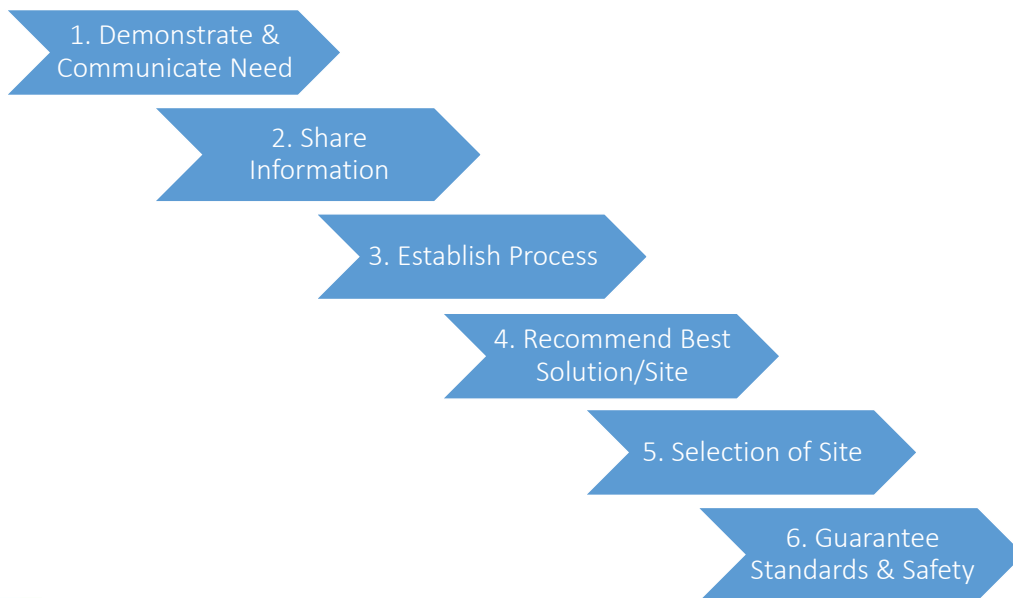 1. Demonstrate &
Communicate Need
2. Share
Information
3. Establish Process
4. Recommend Best
Solution/Site
5. Selection of Site
6. Guarantee
Standards & Safety